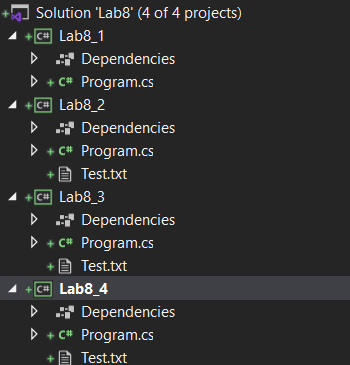 Solution 'Lab8' (4 of 4 projects)
C# Lab8_1
Dependencies
C# Program.cs
C# Lab8_2
Dependencies
C# Program.cs
Test.txt
C# Lab8_3
Dependencies
C# Program.cs
Test.txt
C# Lab8_4
Dependencies
C# Program.cs
Test.txt